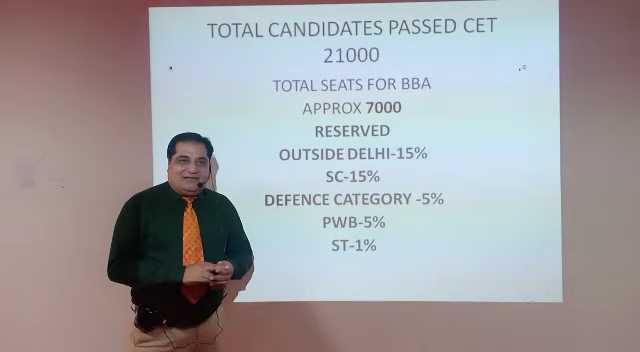 TOTAL CANDIDATES PASSED CET
21000
TOTAL SEATS FOR BBA
APPROX 7000
RESERVED
OUTSIDE DELHI-15%
SC-15%
DEFENCE CATEGORY -5%
PWB-5%
ST-1%